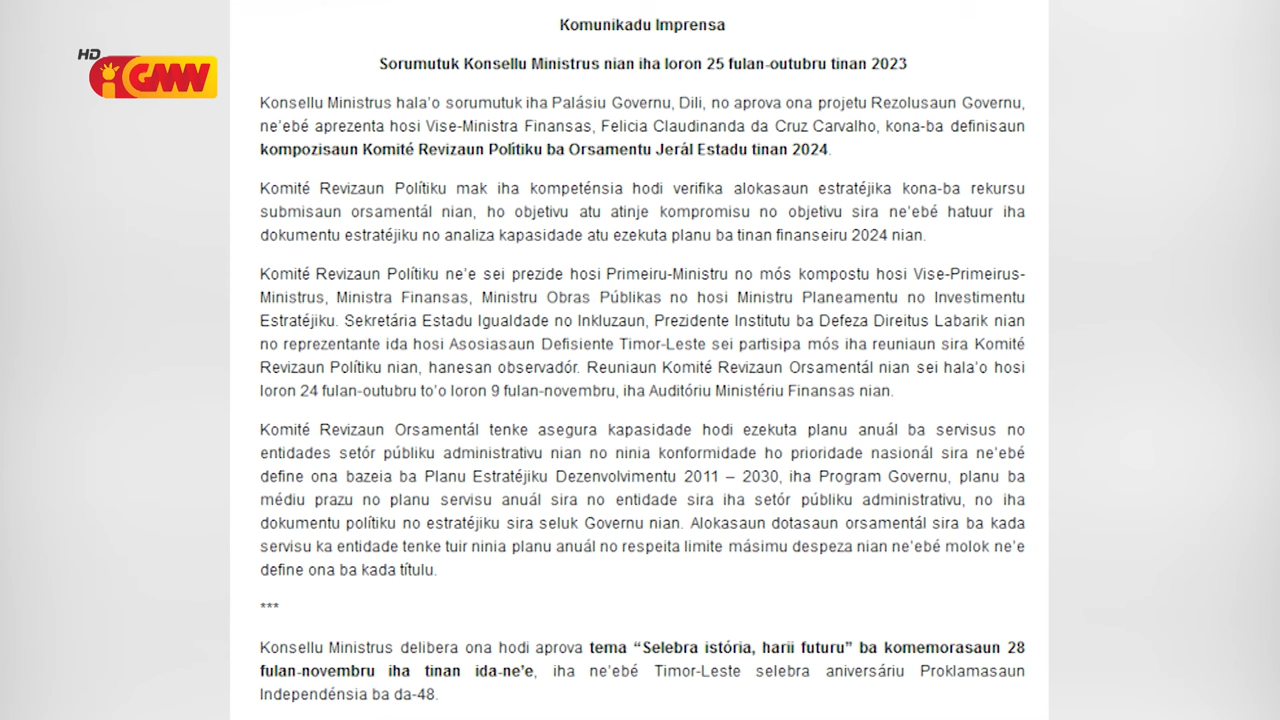 HD
GMW
Komunikadu Imprensa
Sorumutuk Konsellu Ministrus nian iha loron 25 fulan-outubru tinan 2023
Konsellu Ministrus hala'o sorumutuk iha Palásiu Governu, Dili, no aprova ona projetu Rezolusaun Governu,
ne'ebé aprezenta hosi Vise-Ministra Finansas, Felicia Claudinanda da Cruz Carvalho, kona-ba definisaun
kompozisaun Komité Revizaun Polítiku ba Orsamentu Jerál Estadu tinan 2024.
Komité Revizaun Polítiku mak iha kompeténsia hodi verifika alokasaun estratéjika kona-ba rekursu
submisaun orsamentál nian, ho objetivu atu atinje kompromisu no objetivu sira ne'ebé hatuur iha
dokumentu estratéjiku no analiza kapasidade atu ezekuta planu ba tinan finanseiru 2024 nian.
Komité Revizaun Polítiku ne'e sei prezide hosi Primeiru-Ministru no mós kompostu hosi Vise-Primeirus-
Ministrus, Ministra Finansas, Ministru Obras Públikas no hosi Ministru Planeamentu no Investimentu
Estratéjiku. Sekretária Estadu Igualdade no Inkluzaun, Prezidente Institutu ba Defeza Direitus Labarik nian
no reprezentante ida hosi Asosiasaun Defisiente Timor-Leste sei partisipa mós iha reuniaun sira Komité
Revizaun Polítiku nian, hanesan observadór. Reuniaun Komité Revizaun Orsamentál nian sei hala'o hosi
loron 24 fulan-outubru to'o loron 9 fulan-novembru, iha Auditóriu Ministériu Finansas nian.
Komité Revizaun Orsamentál tenke asegura kapasidade hodi ezekuta planu anuál ba servisus no
entidades setór públiku administrativu nian no ninia konformidade ho prioridade nasionál sira ne'ebé
define ona bazeia ba Planu Estratéjiku Dezenvolvimentu 2011 – 2030, iha Program Governu, planu ba
médiu prazu no planu servisu anuál sira no entidade sira iha setór públiku administrativu, no iha
dokumentu polítiku no estratéjiku sira seluk Governu nian. Alokasaun dotasaun orsamentál sira ba kada
servisu ka entidade tenke tuir ninia planu anuál no respeita limite másimu despeza nian ne'ebé molok ne'e
define ona ba kada título.
***
Konsellu Ministrus delibera ona hodi aprova tema “Selebra istória, harii futuru” ba komemorasaun 28
fulan-novembru iha tinan ida-ne'e, iha ne'ebé Timor-Leste selebra aniversáriu Proklamasaun
Independénsia ba da-48.